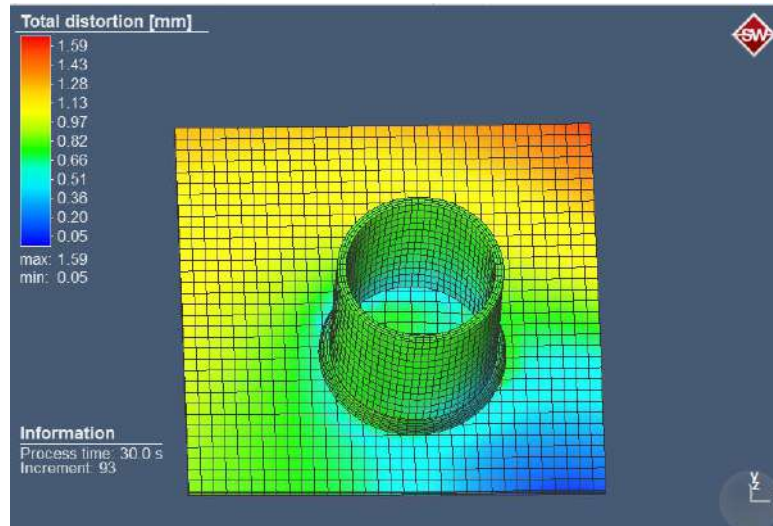 Total distortion [mm]
1.59
1.43
1.28
1.13
0.97
0.82
0.66
0.51
0.36
0.20
0.05
max: 1.59
min: 0.05
SW
Information
Process time: 30.0 s
Increment: 93
y
z